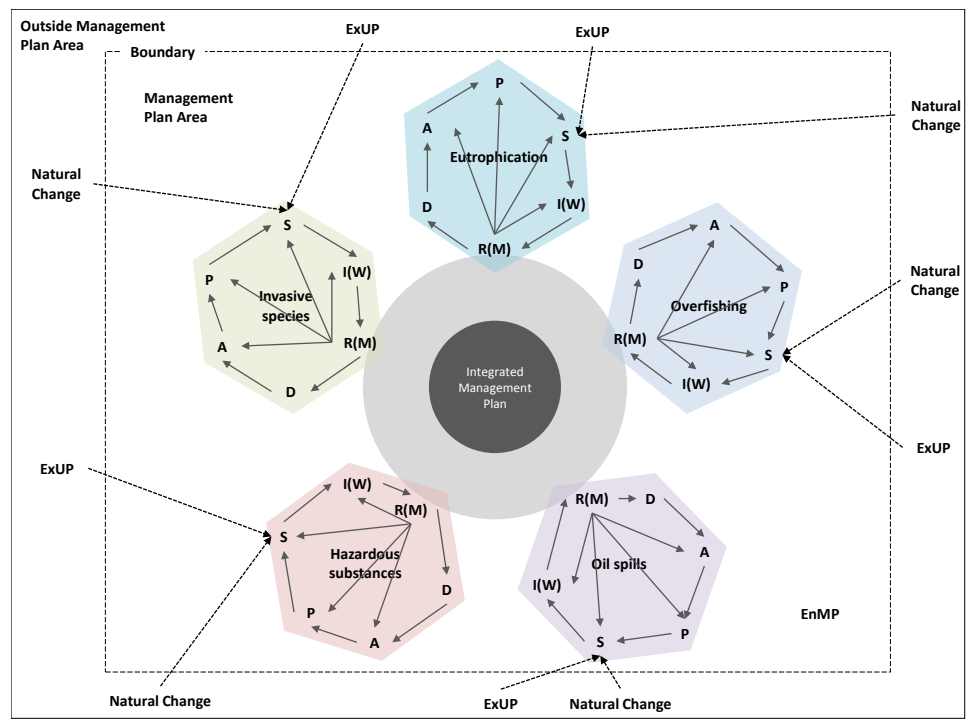 Outside Management
Plan Area
Boundary
Management
Plan Area
ExUP
ExUP
Natural
Change
Natural
Change
P
A
S
Eutrophication
D
I(W)
R(M)
S
I(W)
P
Invasive
species
A
R(M)
D
A
D
P
Overfishing
R(M)
S
I(W)
Natural
Change
ExUP
Integrated
Management
Plan
ExUP
I(W)
R(M)
S
Hazardous
substances
D
P
A
R(M)
D
A
Oil spills
I(W)
P
S
EnMP
Natural Change
ExUP
Natural Change